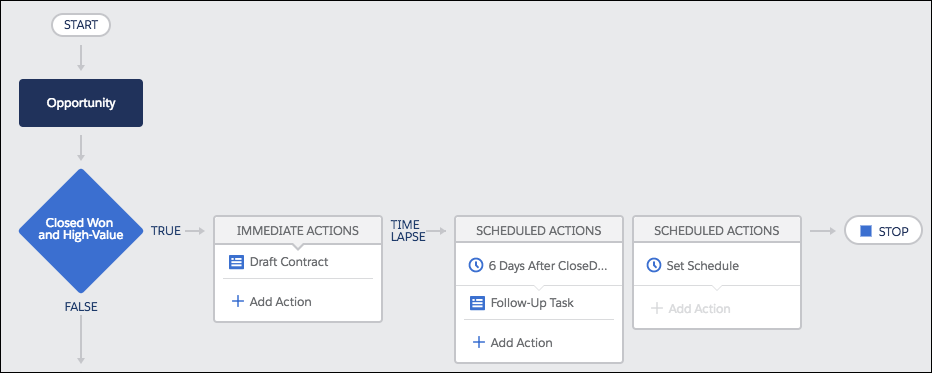 START
Opportunity
Closed Won
and High-Value
TRUE
FALSE
IMMEDIATE ACTIONS
Draft Contract
Add Action
TIME
LAPSE
SCHEDULED ACTIONS
6 Days After CloseD...
Follow-Up Task
Add Action
SCHEDULED ACTIONS
Set Schedule
Add Action
STOP